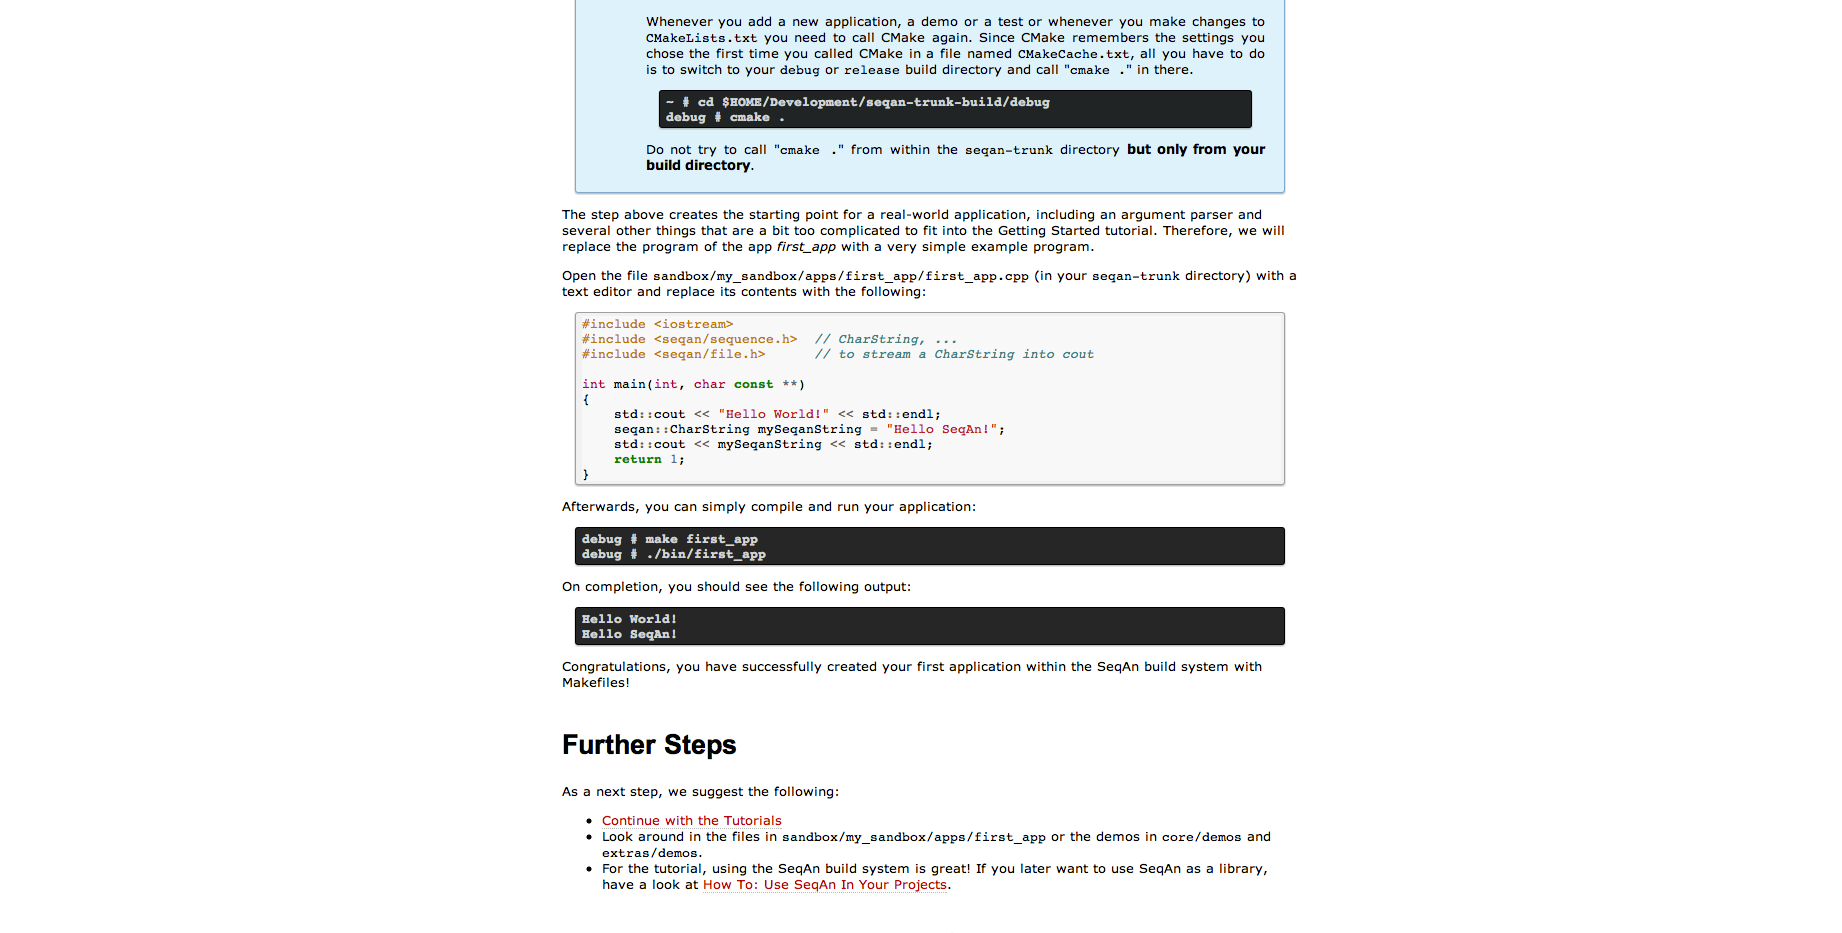 Whenever you add a new application, a demo or a test or whenever you make changes to
CMakeLists.txt you need to call CMake again. Since CMake remembers the settings you
chose the first time you called CMake in a file named CMakeCache.txt, all you have to do
is to switch to your debug or release build directory and call "cmake ." in there.
~ # cd $HOME/Development/seqan-trunk-build/debug
debug # cmake .
Do not try to call "cmake ." from within the seqan-trunk directory but only from your
build directory.
The step above creates the starting point for a real-world application, including an argument parser and
several other things that are a bit too complicated to fit into the Getting Started tutorial. Therefore, we will
replace the program of the app first_app with a very simple example program.
Open the file sandbox/my_sandbox/apps/first_app/first_app.cpp (in your seqan-trunk directory) with a
text editor and replace its contents with the following:
#include <iostream>
#include <seqan/sequence.h>  // CharString, ...
#include <seqan/file.h>      // to stream a CharString into cout
int main(int, char const **)
{
    std::cout << "Hello World!" << std::endl;
    seqan::CharString mySeqanString = "Hello SeqAn!";
    std::cout << mySeqanString << std::endl;
    return 1;
}
Afterwards, you can simply compile and run your application:
debug # make first_app
debug # ./bin/first_app
On completion, you should see the following output:
Hello World!
Hello SeqAn!
Congratulations, you have successfully created your first application within the SeqAn build system with
Makefiles!
Further Steps
As a next step, we suggest the following:
• Continue with the Tutorials
• Look around in the files in sandbox/my_sandbox/apps/first_app or the demos in core/demos and
extras/demos.
• For the tutorial, using the SeqAn build system is great! If you later want to use SeqAn as a library,
have a look at How To: Use SeqAn In Your Projects.